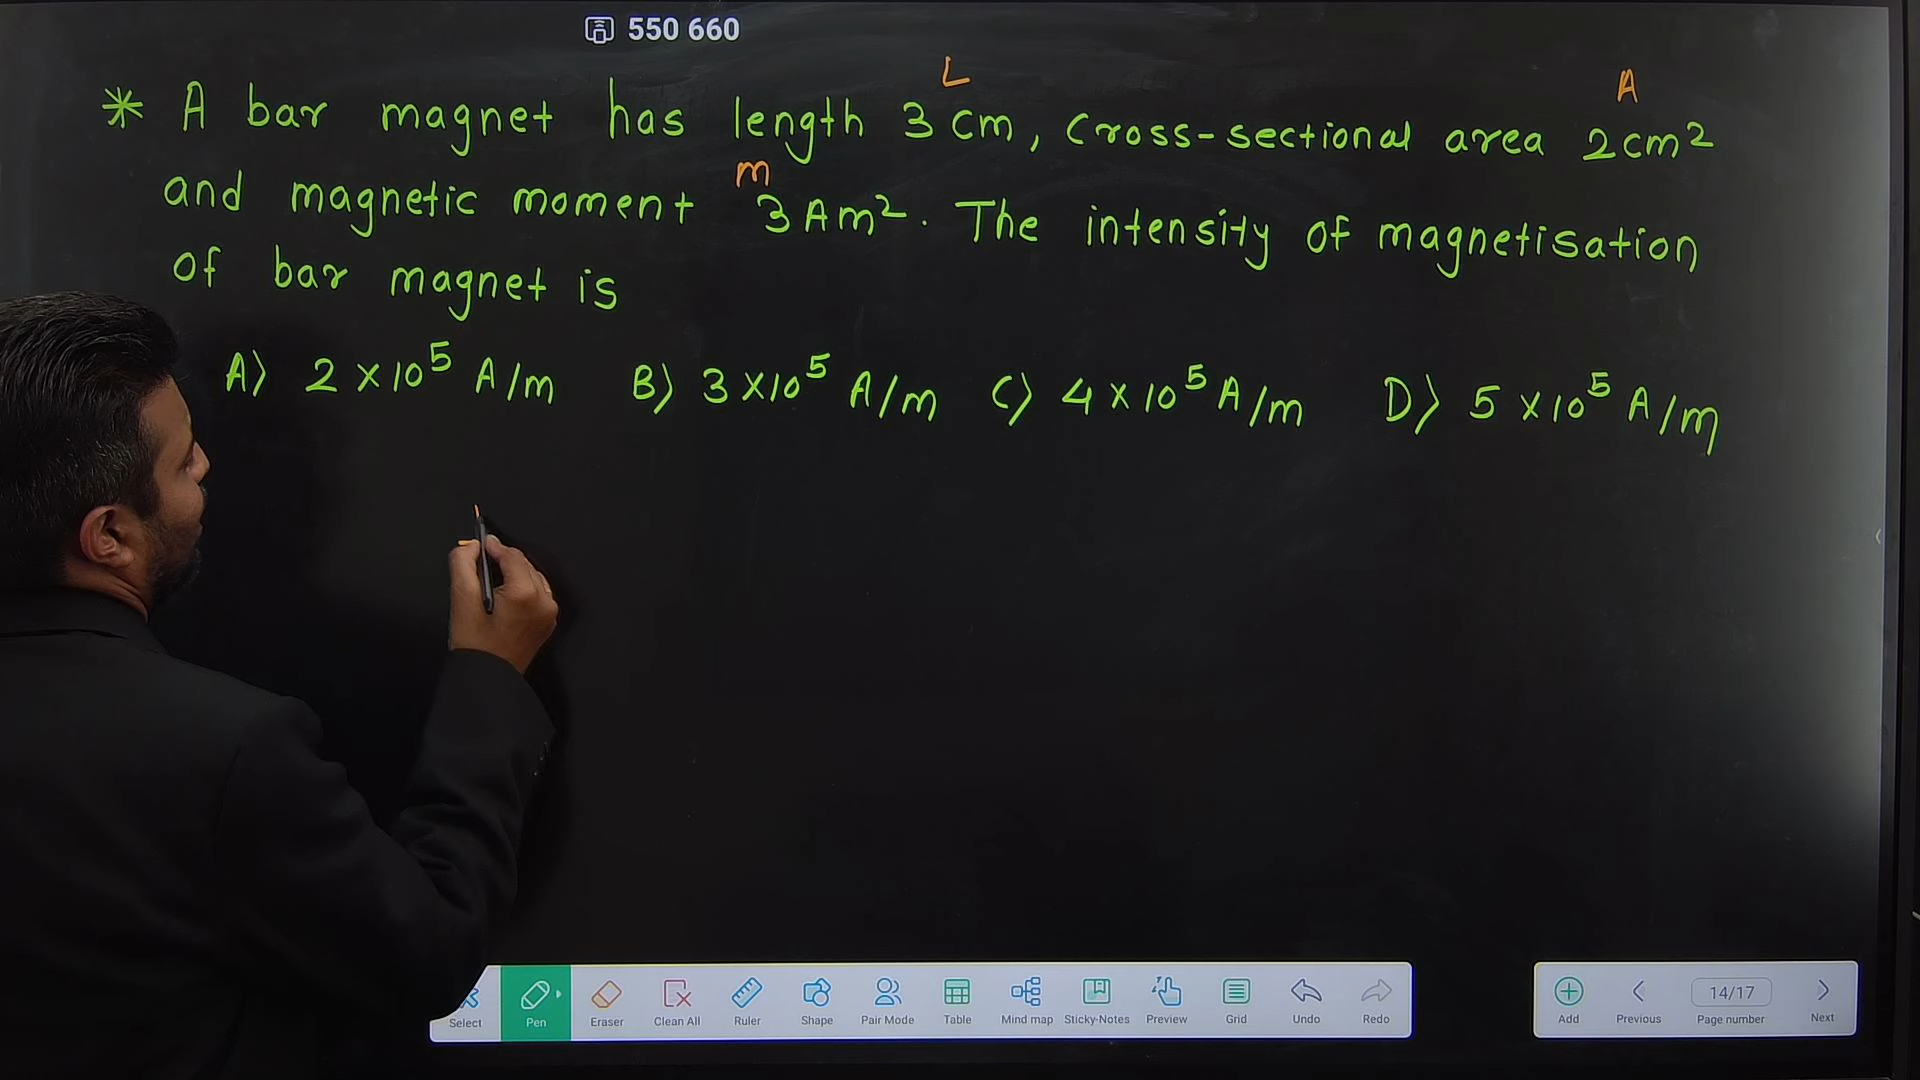 550 660
L
A
* A bar magnet has length 3 cm, cross-sectional area 2 cm²
m
and magnetic moment 3 Am². The intensity of magnetisation
of bar magnet is
A) 2 × 10⁵ A/m B) 3 × 10⁵ A/m C) 4 × 10⁵ A/m D) 5 × 10⁵ A/m
Select Pen Eraser Clean All Ruler Shape Pair Mode Table Mind map Sticky-Notes Preview Grid Undo Redo
14/17
Add Previous Page number Next